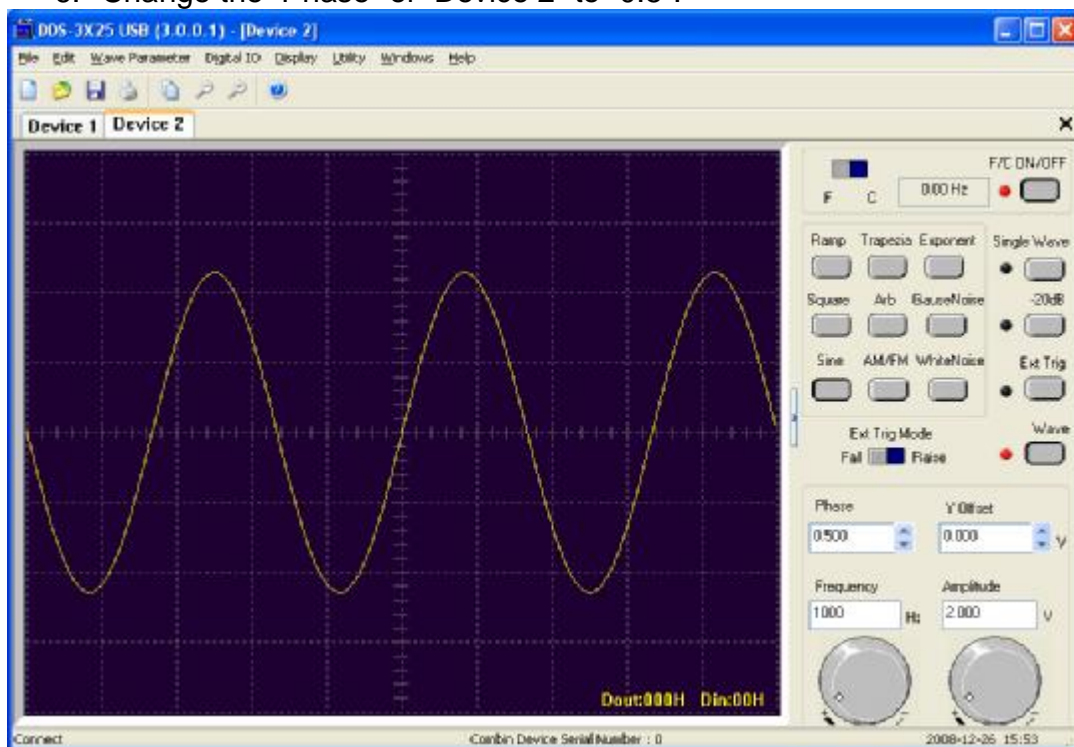 DDS-3X25 USB (3.0.0.1) - [Device 2]
File Edit Wave Parameter Digital IO Display Utility Windows Help
Device 1 Device 2
F/C ON/OFF
F C 0.00 Hz
Ramp Trapezia Exponent Single Wave
Square Arb GauseNoise -20dB
Sine AM/FM WhiteNoise Ext Trig
Ext Trig Mode Wave
Fall Raise
Phase Y Offset
0.500 0.000 V
Frequency Amplitude
1000 Hz 2.000 V
Dout:000H Din:00H
Connect Combin Device Serial Number : 0 2008-12-26 15:53